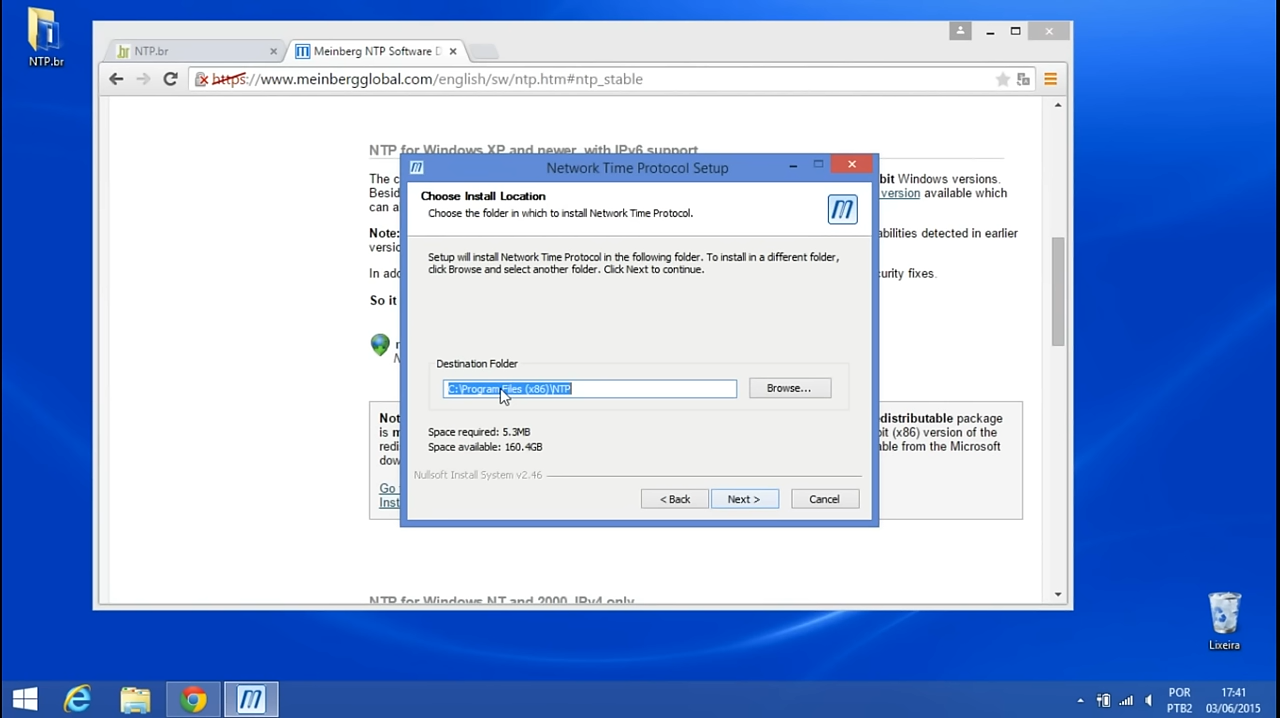 NTP.br
NTP.br
Meinberg NTP Software D
https://www.meinbergglobal.com/english/sw/ntp.htm#ntp_stable
NTP for Windows XP and newer, with IPv6 support
The c
bit Windows versions.
Besid
version available which
can a
Note:
abilities detected in earlier
versio
In add
curity fixes.
So it
n
N
Network Time Protocol Setup
Choose Install Location
Choose the folder in which to install Network Time Protocol.
Setup will install Network Time Protocol in the following folder. To install in a different folder,
click Browse and select another folder. Click Next to continue.
Destination Folder
C:\Program Files (x86)\NTP
Browse...
Space required: 5.3MB
Space available: 160.4GB
Nullsoft Install System v2.46
< Back
Next >
Cancel
Not
distributable package
is m
bit (x86) version of the
redi
able from the Microsoft
dow
Go
Inst
NTP for Windows NT and 2000, IPv4 only
Lixeira
POR
PTB2
17:41
03/06/2015